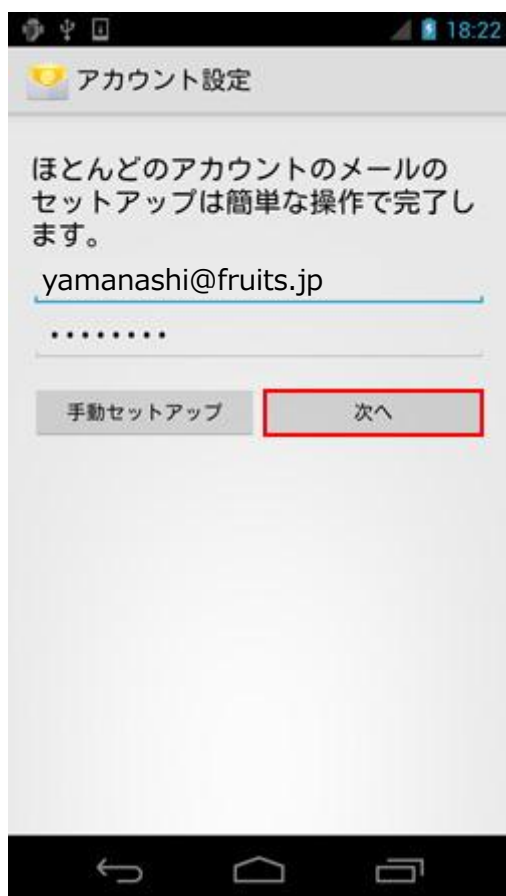 18:22
アカウント設定
ほとんどのアカウントのメールの
セットアップは簡単な操作で完了し
ます。
yamanashi@fruits.jp
••••••••
手動セットアップ 次へ